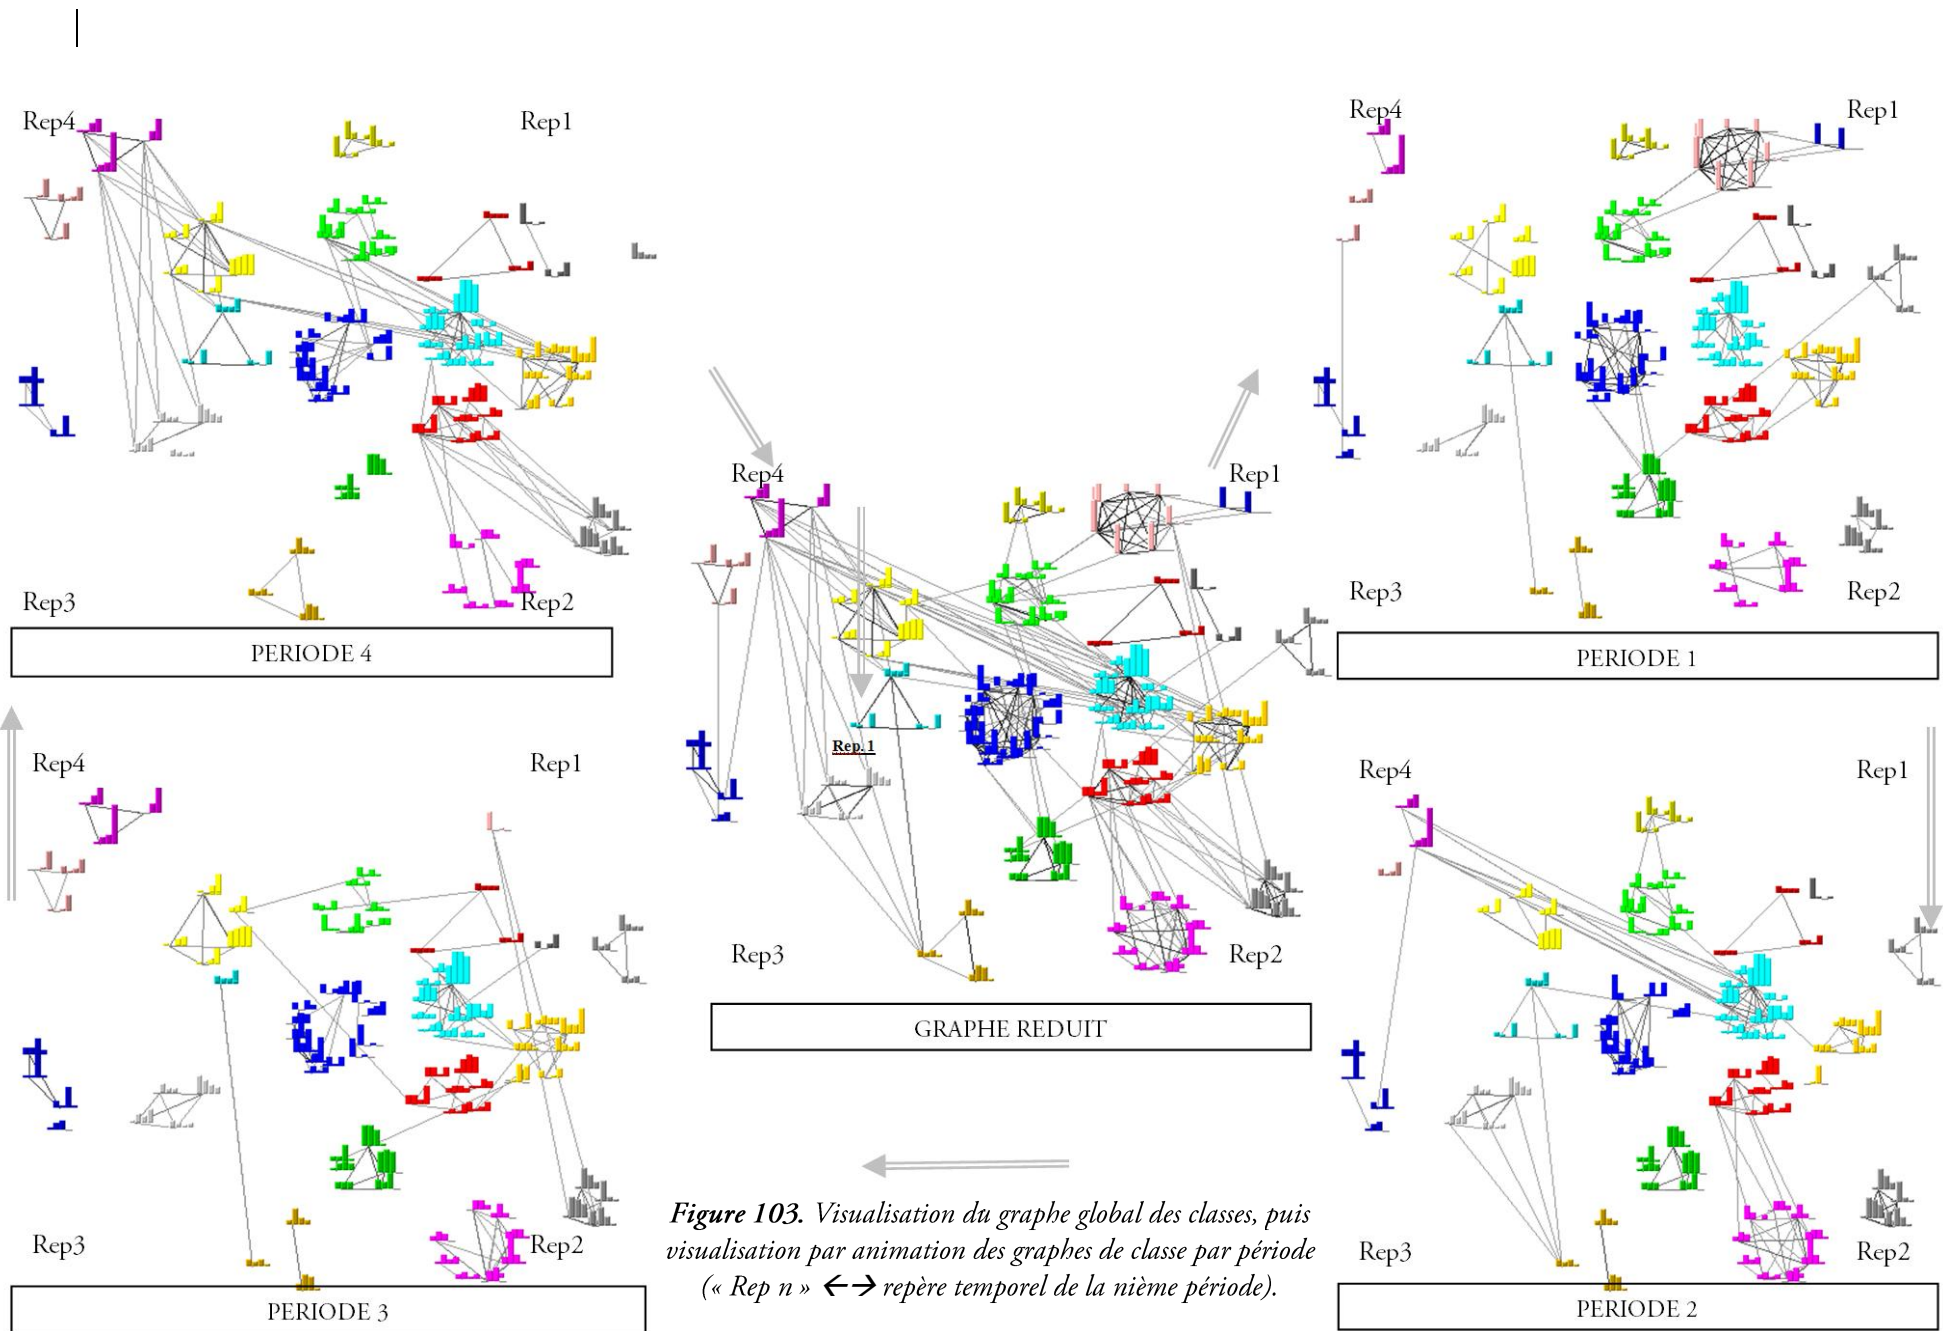 Rep4
Rep1
Rep3
Rep2
PERIODE 4
Rep4
Rep1
Rep3
Rep2
PERIODE 1
Rep4
Rep1
Rep. 1
Rep3
Rep2
GRAPHE REDUIT
Rep4
Rep1
Rep3
Rep2
PERIODE 3
Rep4
Rep1
Rep3
Rep2
PERIODE 2
Figure 103. Visualisation du graphe global des classes, puis
visualisation par animation des graphes de classe par période
(« Rep n » ←→ repère temporel de la nième période).